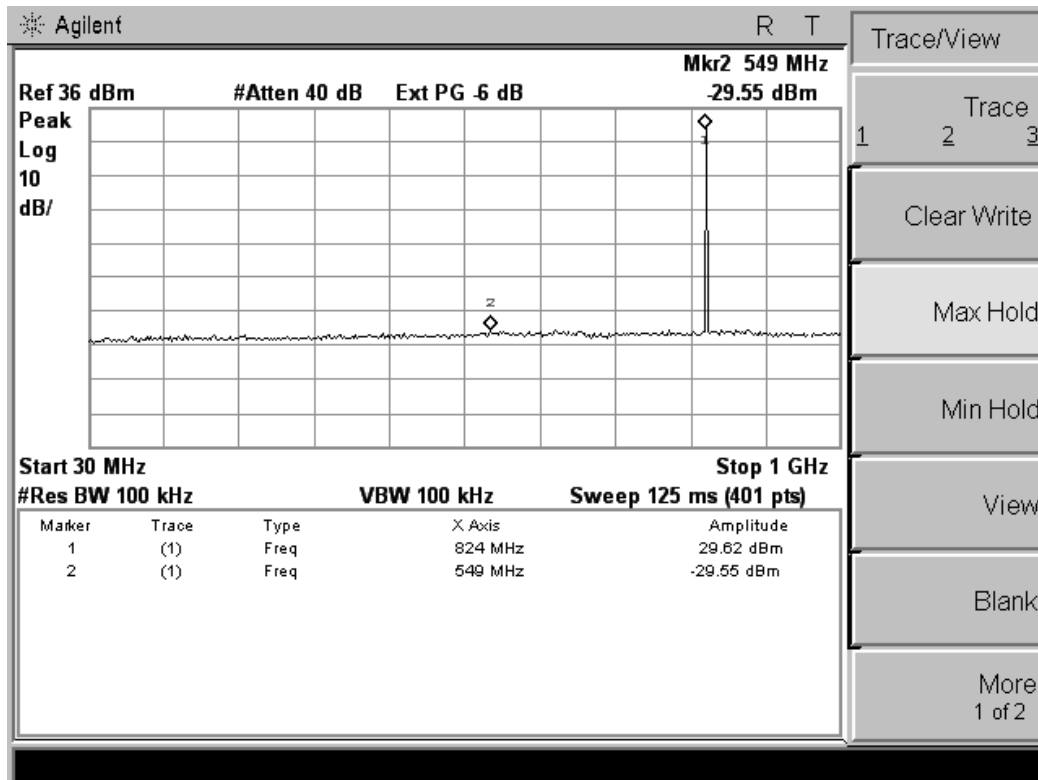 Agilent R T
Trace/View
Mkr2 549 MHz
Ref 36 dBm #Atten 40 dB Ext PG -6 dB -29.55 dBm
Peak
Log
10
dB/
1
2
Start 30 MHz Stop 1 GHz
#Res BW 100 kHz VBW 100 kHz Sweep 125 ms (401 pts)
Marker Trace Type X Axis Amplitude
1 (1) Freq 824 MHz 29.62 dBm
2 (1) Freq 549 MHz -29.55 dBm
Trace
1 2 3
Clear Write
Max Hold
Min Hold
View
Blank
More
1 of 2